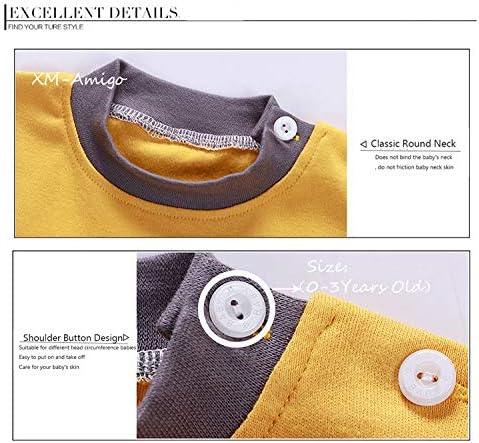 EXCELLENT DETAILS.
FIND YOUR TURE STYLE
XM-Amigo
Classic Round Neck
Does not bind the baby's neck
, do not friction baby neck skin
Size:
(0-3Years Old)
Shoulder Button Design
Suitable for different head circumference babies
Easy to put on and take off
Care for your baby's skin